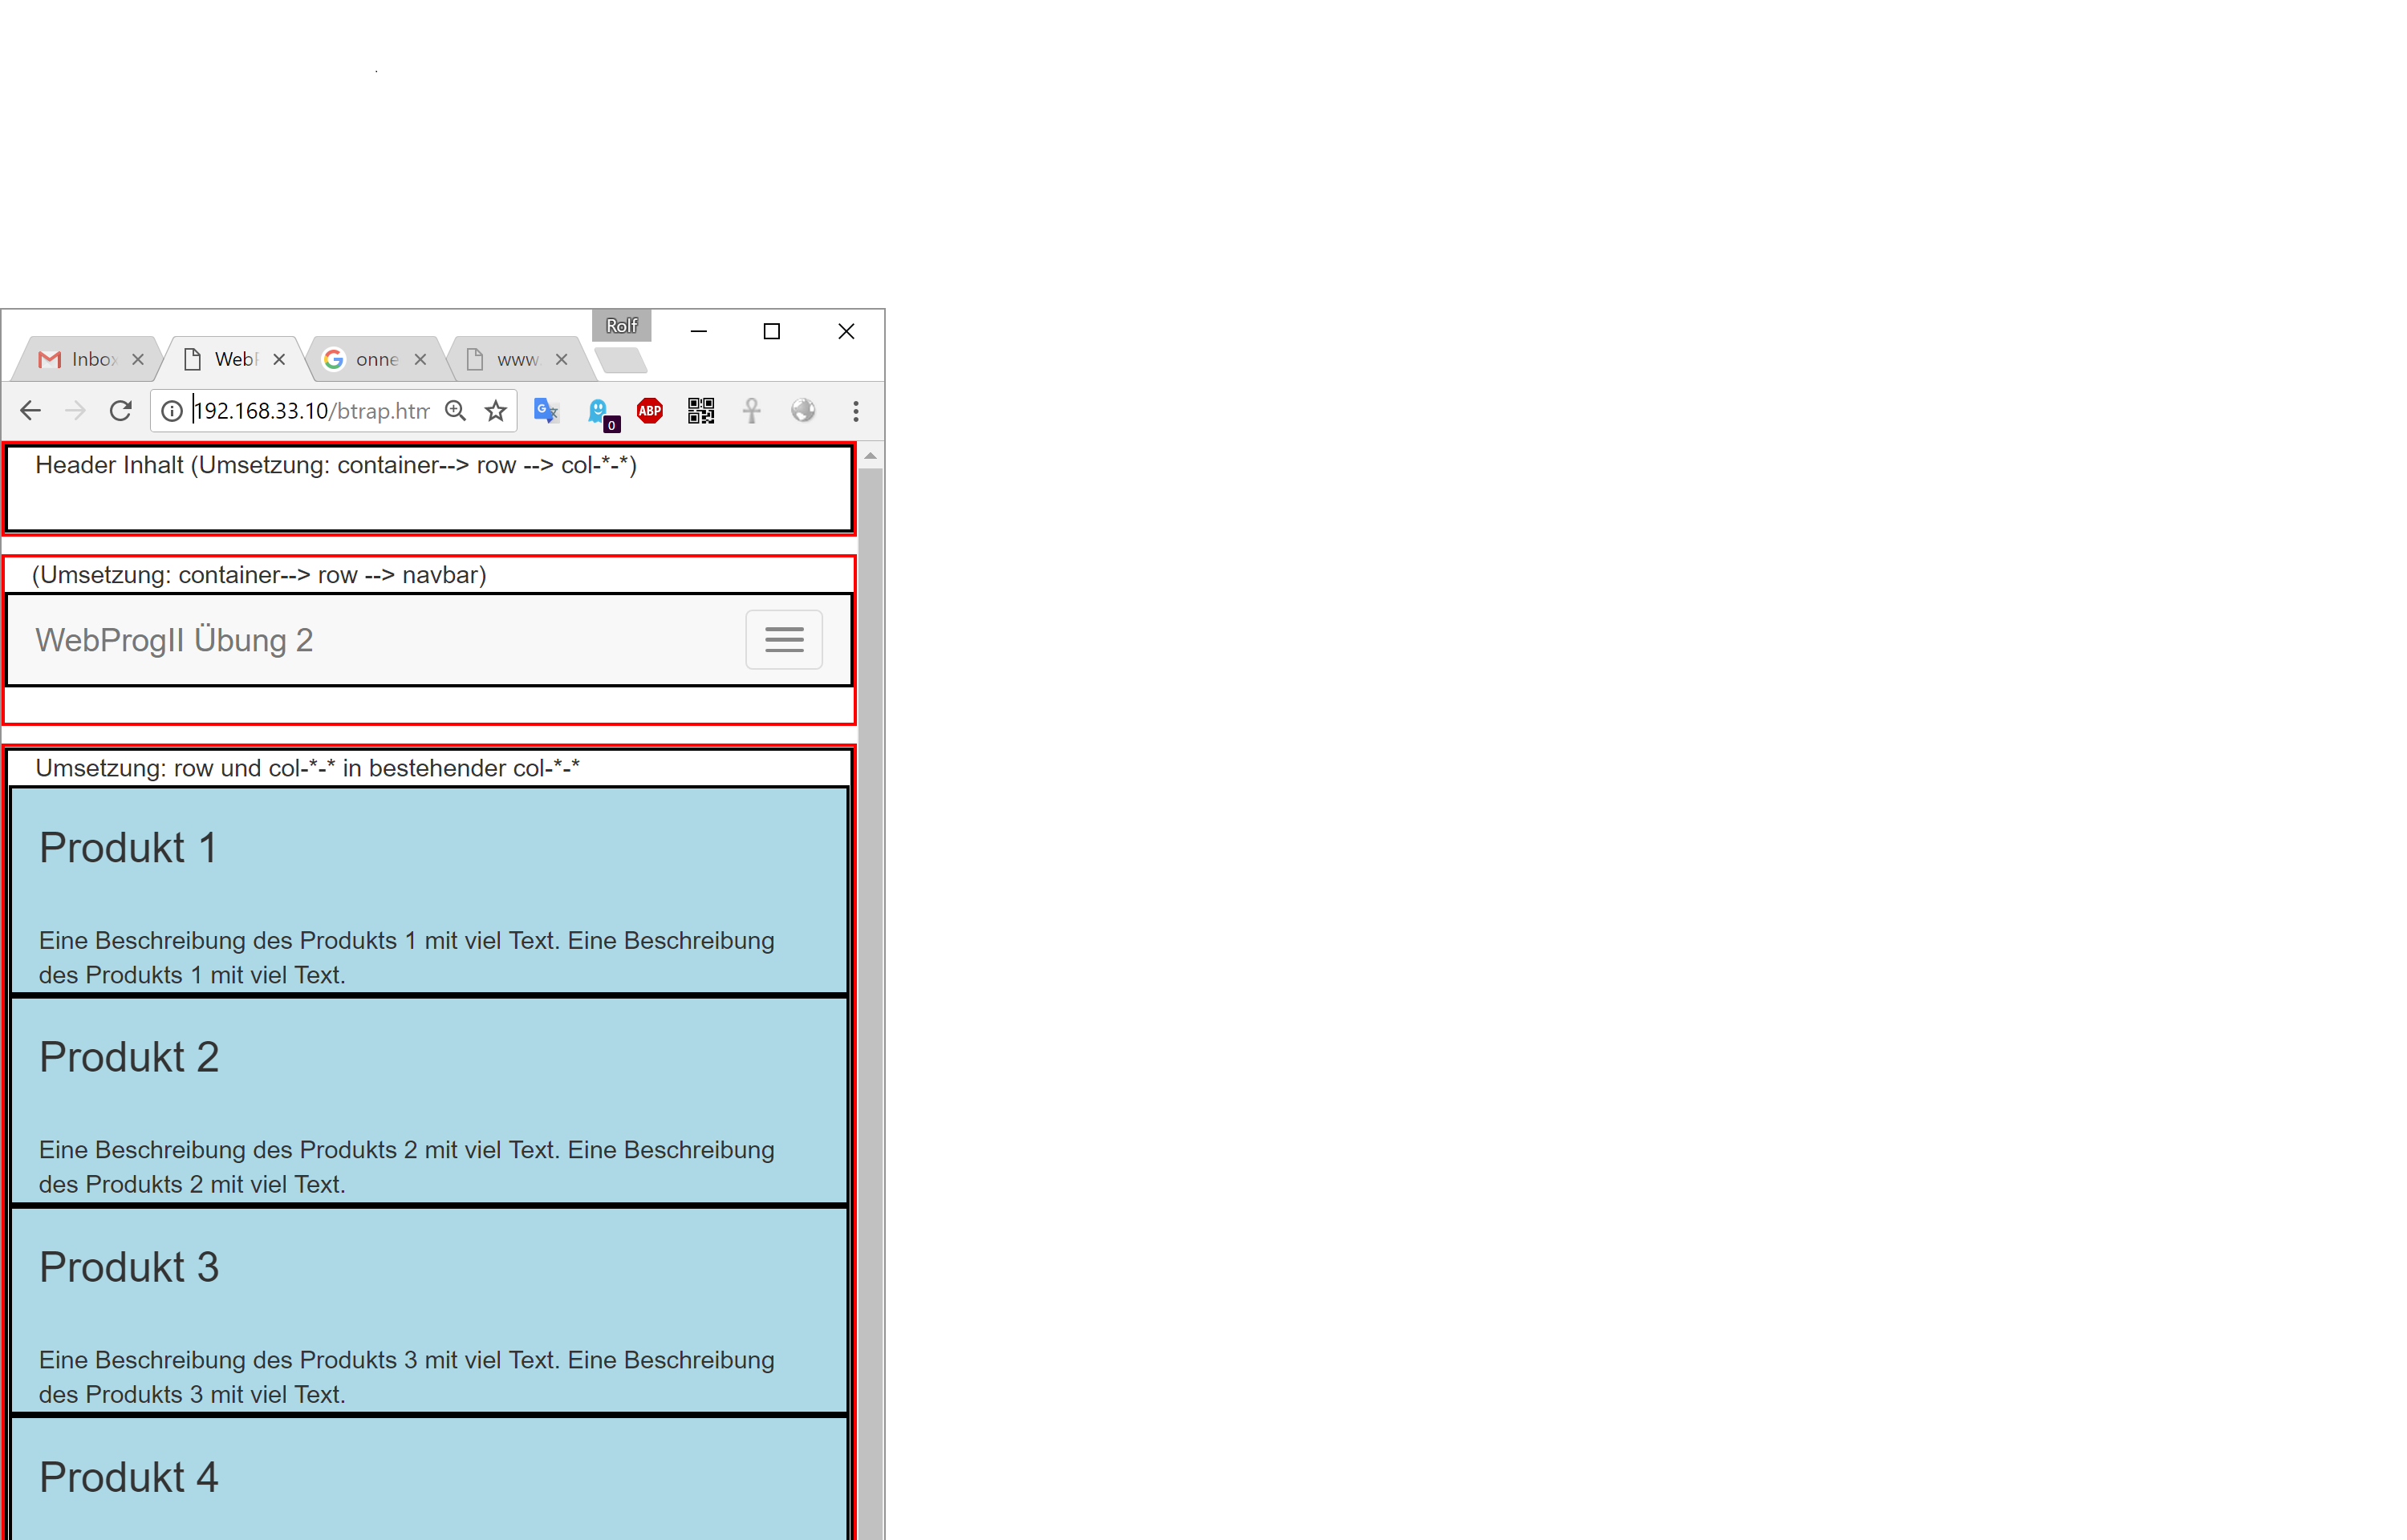 Rolf
Inbox
WebP
onne
www.
192.168.33.10/btrap.htm
ABP
0
Header Inhalt (Umsetzung: container--> row --> col-*-*)
(Umsetzung: container--> row --> navbar)
WebProgII Übung 2
Umsetzung: row und col-*-* in bestehender col-*-*
Produkt 1
Eine Beschreibung des Produkts 1 mit viel Text. Eine Beschreibung
des Produkts 1 mit viel Text.
Produkt 2
Eine Beschreibung des Produkts 2 mit viel Text. Eine Beschreibung
des Produkts 2 mit viel Text.
Produkt 3
Eine Beschreibung des Produkts 3 mit viel Text. Eine Beschreibung
des Produkts 3 mit viel Text.
Produkt 4